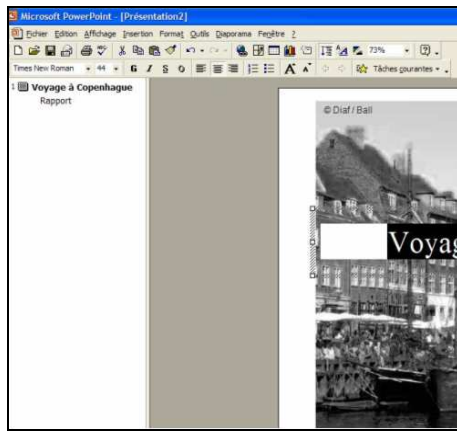 Microsoft PowerPoint - [Présentation2]
Fichier Edition Affichage Insertion Format Outils Diaporama Fenêtre ?
73%
Times New Roman 44 G I S O Tâches courantes
1 Voyage à Copenhague
Rapport
© Diaf / Ball
Voyag